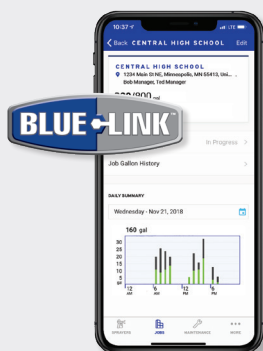 10:37
LTE
Back CENTRAL HIGH SCHOOL Edit
CENTRAL HIGH SCHOOL
1234 Main St NE, Minneapolis, MN 55413, Uni...
Bob Manager, Ted Manager
/800 gal
BLUE LINK
In Progress
Job Gallon History
DAILY SUMMARY
Wednesday - Nov 21, 2018
160 gal
30
25
20
15
10
5
12 6 12 6
AM AM PM PM
SPRAYERS JOBS MAINTENANCE MORE